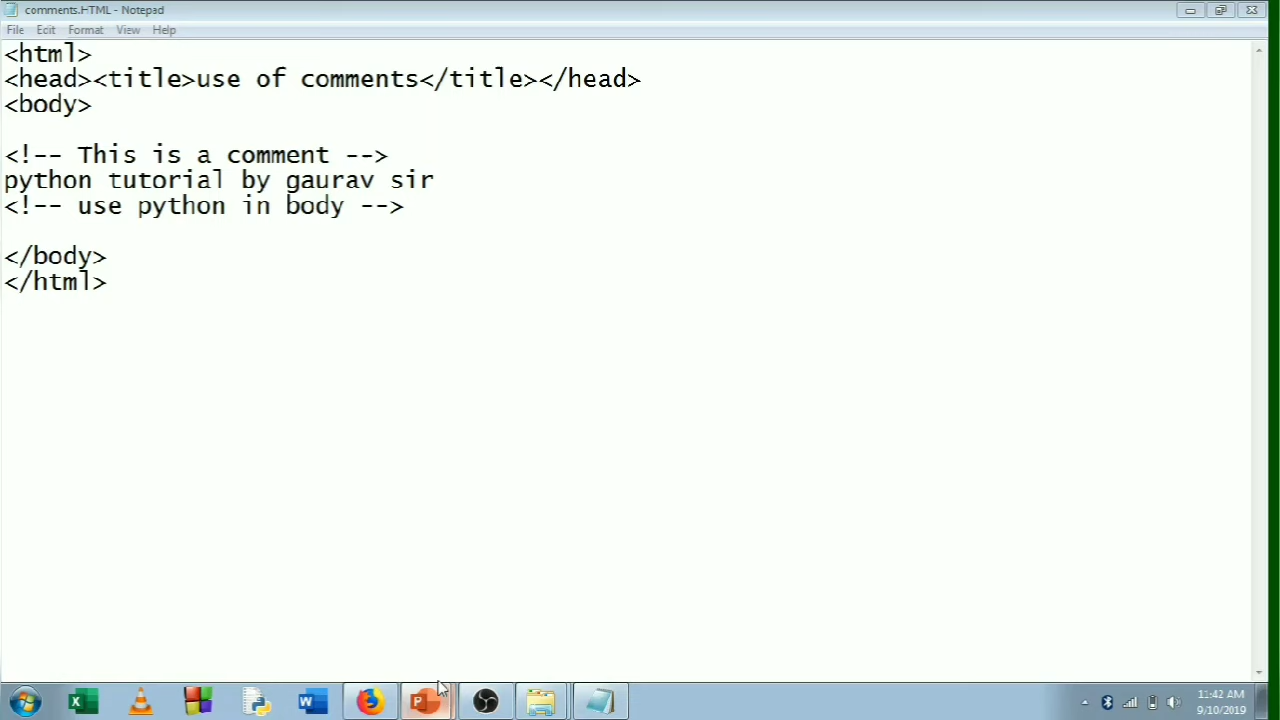 comments.HTML - Notepad
File Edit Format View Help
<html>
<head><title>use of comments</title></head>
<body>
<!-- This is a comment -->
python tutorial by gaurav sir
<!-- use python in body -->
</body>
</html>
11:42 AM
9/10/2019